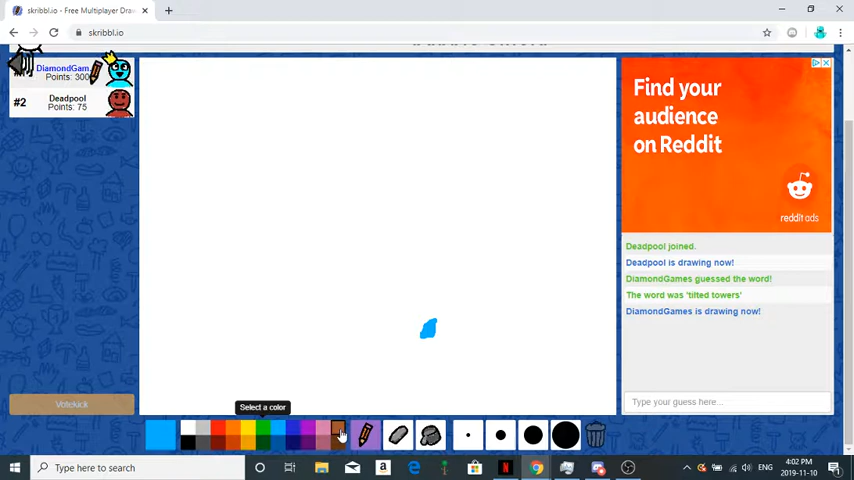 skribbl.io - Free Multiplayer Draw
skribbl.io
DiamondGam
Points: 300
#2
Deadpool
Points: 75
Find your
audience
on Reddit
reddit ads
Deadpool joined.
Deadpool is drawing now!
DiamondGames guessed the word!
The word was 'tilted towers'
DiamondGames is drawing now!
Type your guess here...
Votekick
Select a color
Type here to search
ENG
4:02 PM
2019-11-10